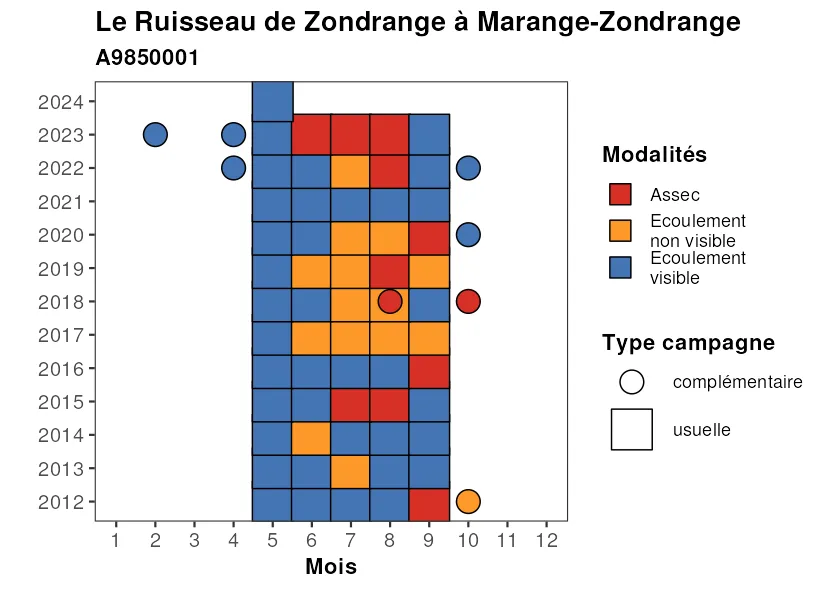 Le Ruisseau de Zondrange à Marange-Zondrange
A9850001
2024
2023
2022
2021
2020
2019
2018
2017
2016
2015
2014
2013
2012
1 2 3 4 5 6 7 8 9 10 11 12
Mois
Modalités
Assec
Ecoulement
non visible
Ecoulement
visible
Type campagne
complémentaire
usuelle